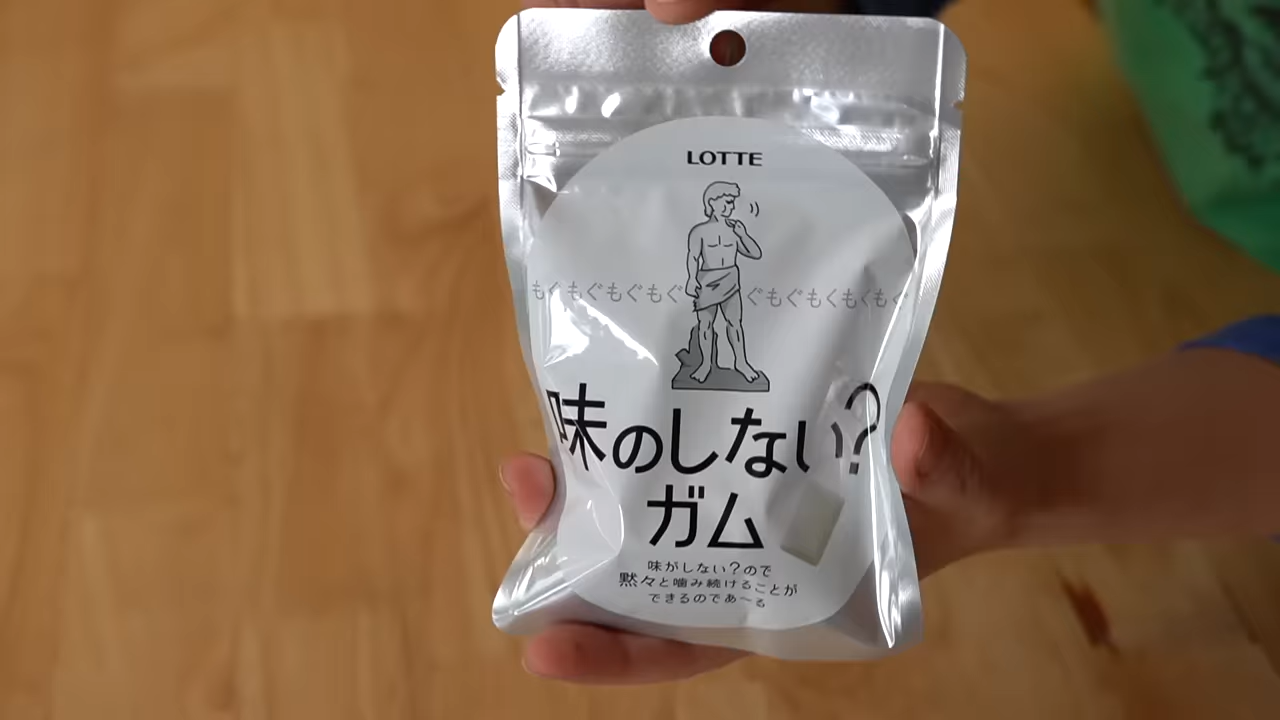 LOTTE
もぐもぐもぐもぐ ぐもぐもぐもぐもぐ
味のしない?
ガム
味がしない?ので
黙々と噛み続けることが
できるのであ〜る